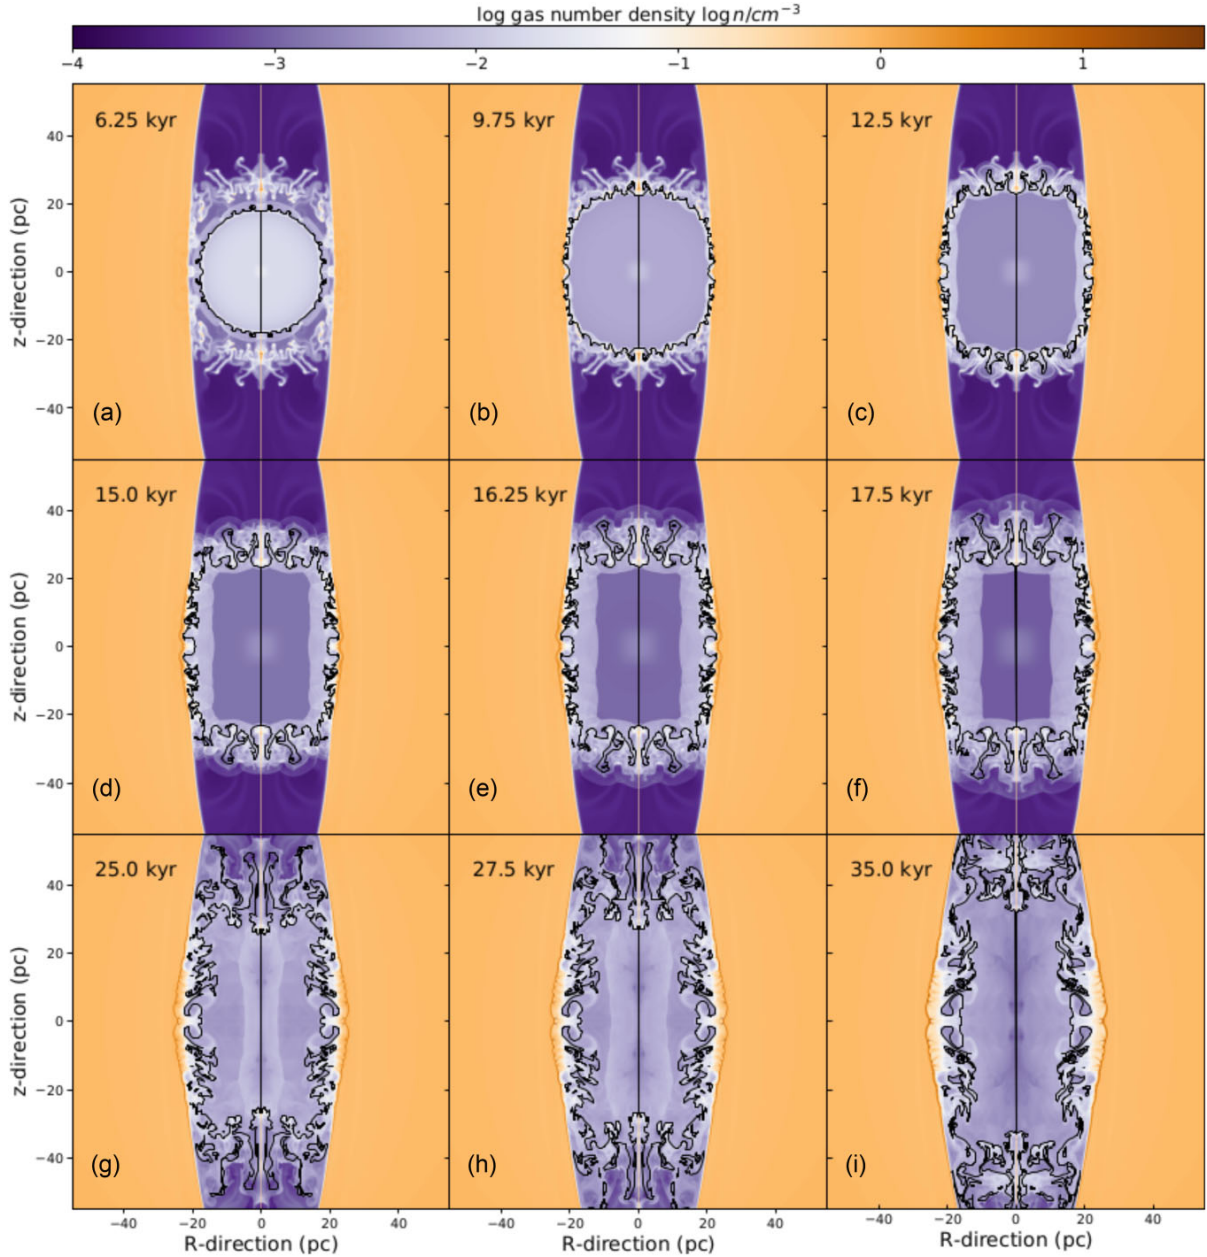 log gas number density log n/cm⁻³
−4 −3 −2 −1 0 1
6.25 kyr 9.75 kyr 12.5 kyr
40
20
0
−20
−40
z-direction (pc)
(a) (b) (c)
15.0 kyr 16.25 kyr 17.5 kyr
40
20
0
−20
−40
z-direction (pc)
(d) (e) (f)
25.0 kyr 27.5 kyr 35.0 kyr
40
20
0
−20
−40
z-direction (pc)
(g) (h) (i)
−40 −20 0 20 40 −40 −20 0 20 40 −40 −20 0 20 40
R-direction (pc) R-direction (pc) R-direction (pc)